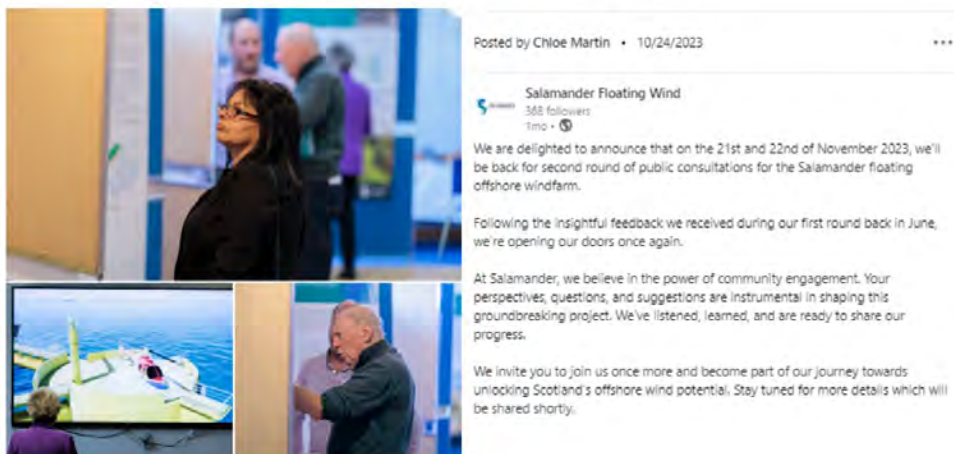 Posted by Chloe Martin • 10/24/2023
Salamander Floating Wind
368 followers
1mo •
We are delighted to announce that on the 21st and 22nd of November 2023, we'll
be back for second round of public consultations for the Salamander floating
offshore windfarm.
Following the insightful feedback we received during our first round back in June,
we're opening our doors once again.
At Salamander, we believe in the power of community engagement. Your
perspectives, questions, and suggestions are instrumental in shaping this
groundbreaking project. We've listened, learned, and are ready to share our
progress.
We invite you to join us once more and become part of our journey towards
unlocking Scotland's offshore wind potential. Stay tuned for more details which will
be shared shortly.